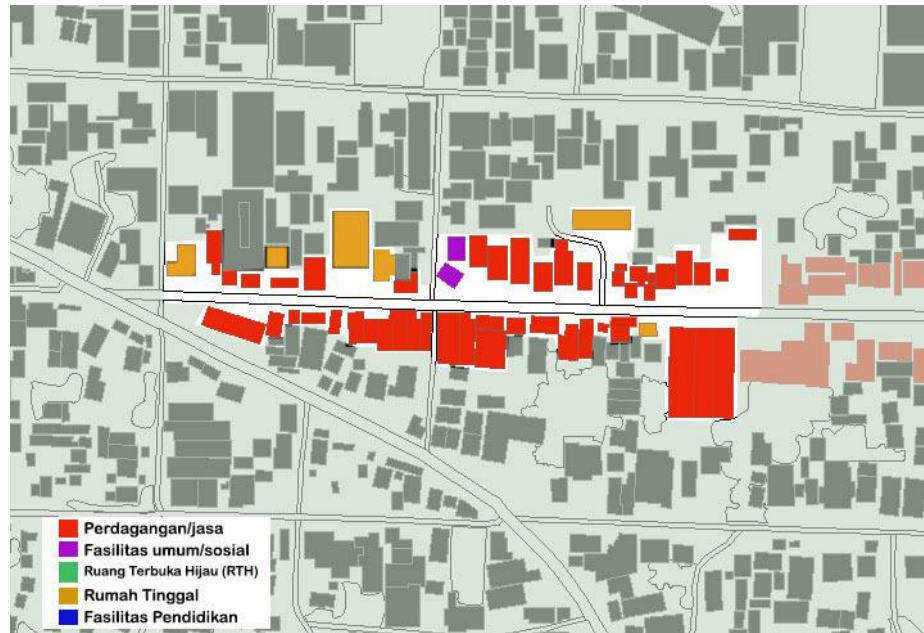 Perdagangan/jasa
Fasilitas umum/sosial
Ruang Terbuka Hijau (RTH)
Rumah Tinggal
Fasilitas Pendidikan